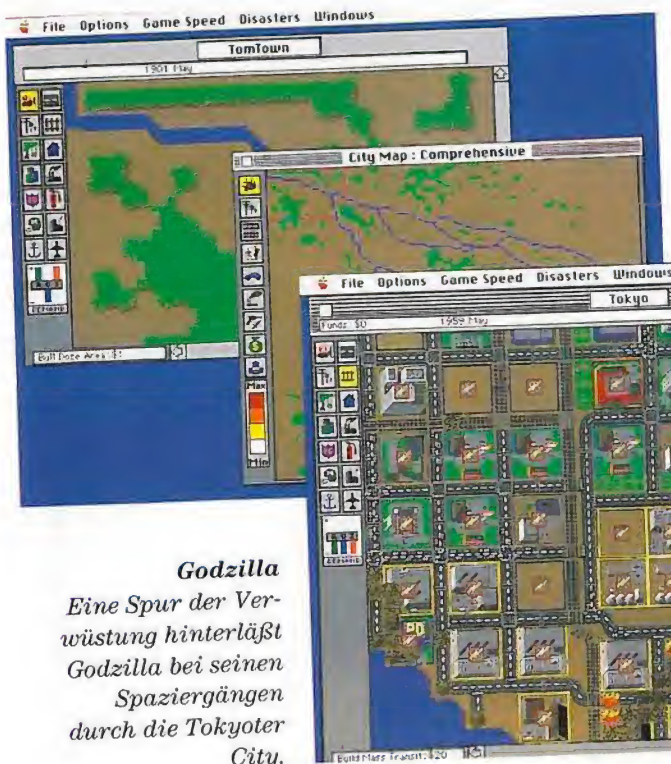 File Options Game Speed Disasters Windows
TomTown
1901 May
City Map : Comprehensive
Max
Min
DEMAND
Bull Doze Area: $1
File Options Game Speed Disasters Windows
Tokyo
Funds: $0 1959 May
DEMAND
Build Mass Transit: $20
Godzilla
Eine Spur der Ver-
wüstung hinterläßt
Godzilla bei seinen
Spaziergängen
durch die Tokyoter
City.